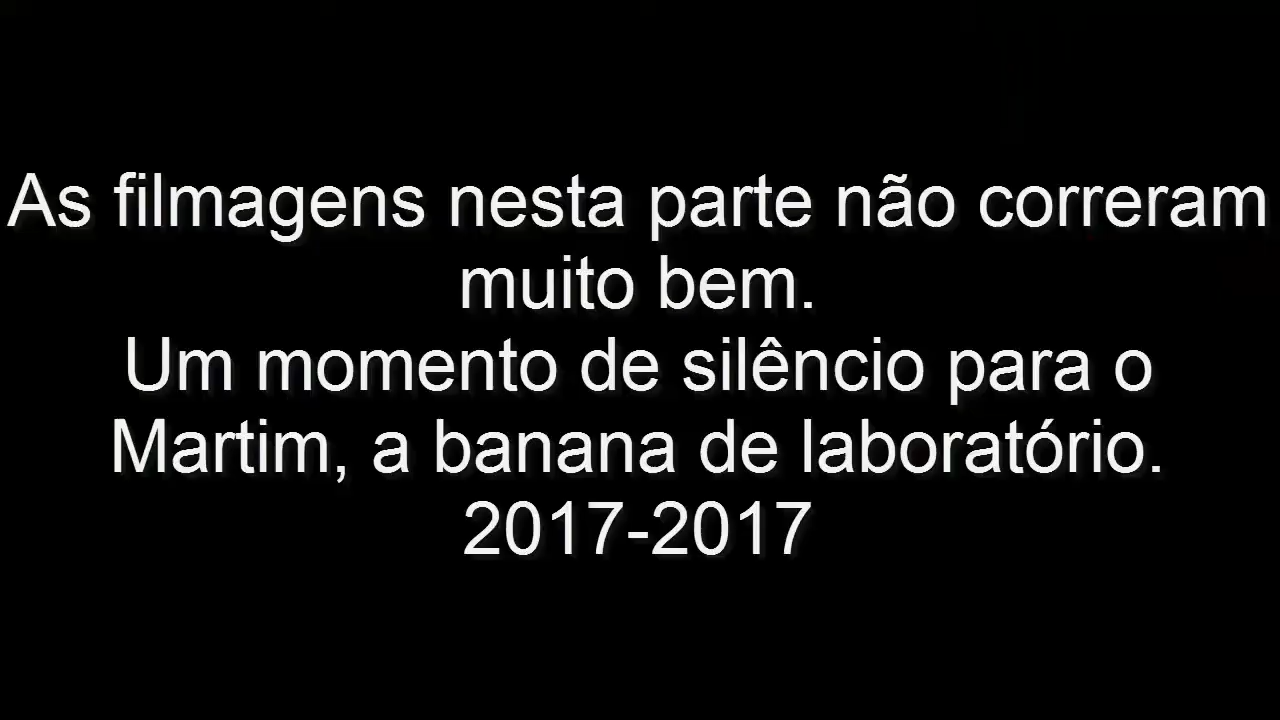 As filmagens nesta parte não correram
muito bem.
Um momento de silêncio para o
Martim, a banana de laboratório.
2017-2017